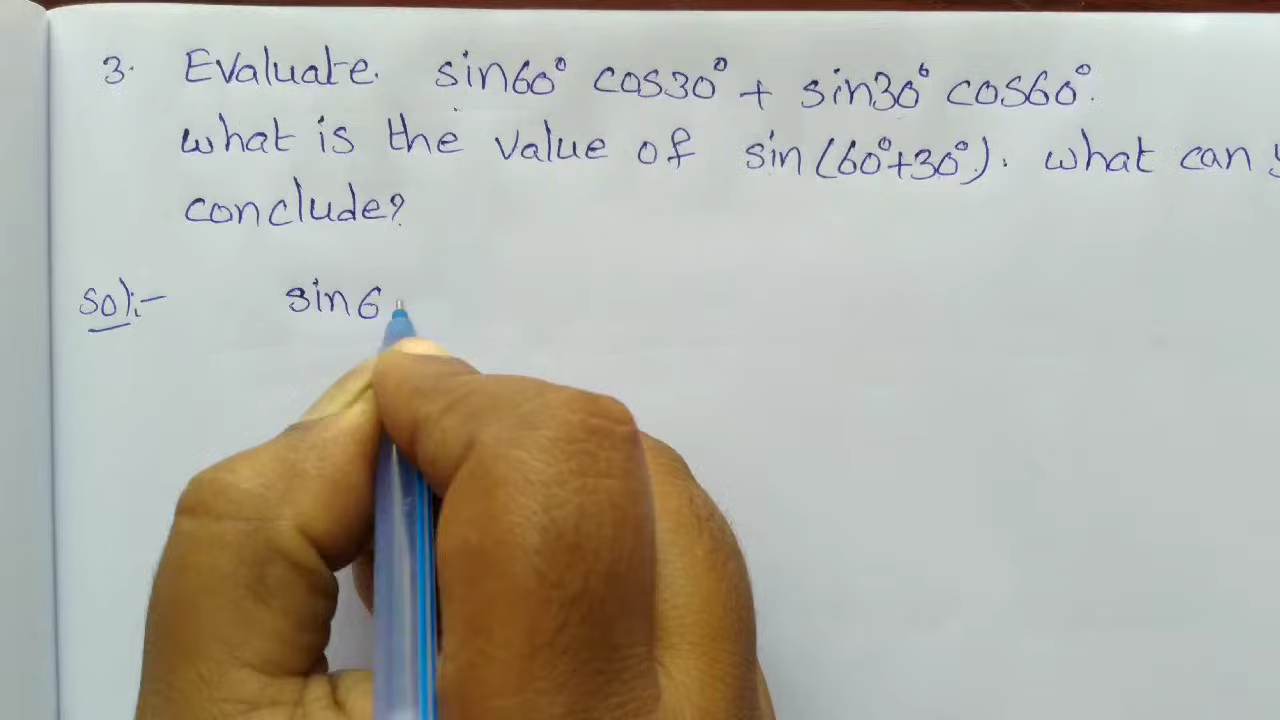 3. Evaluate. sin60° cos30° + sin30° cos60°.
what is the value of sin(60°+30°). what can
conclude?
Sol:- sin6